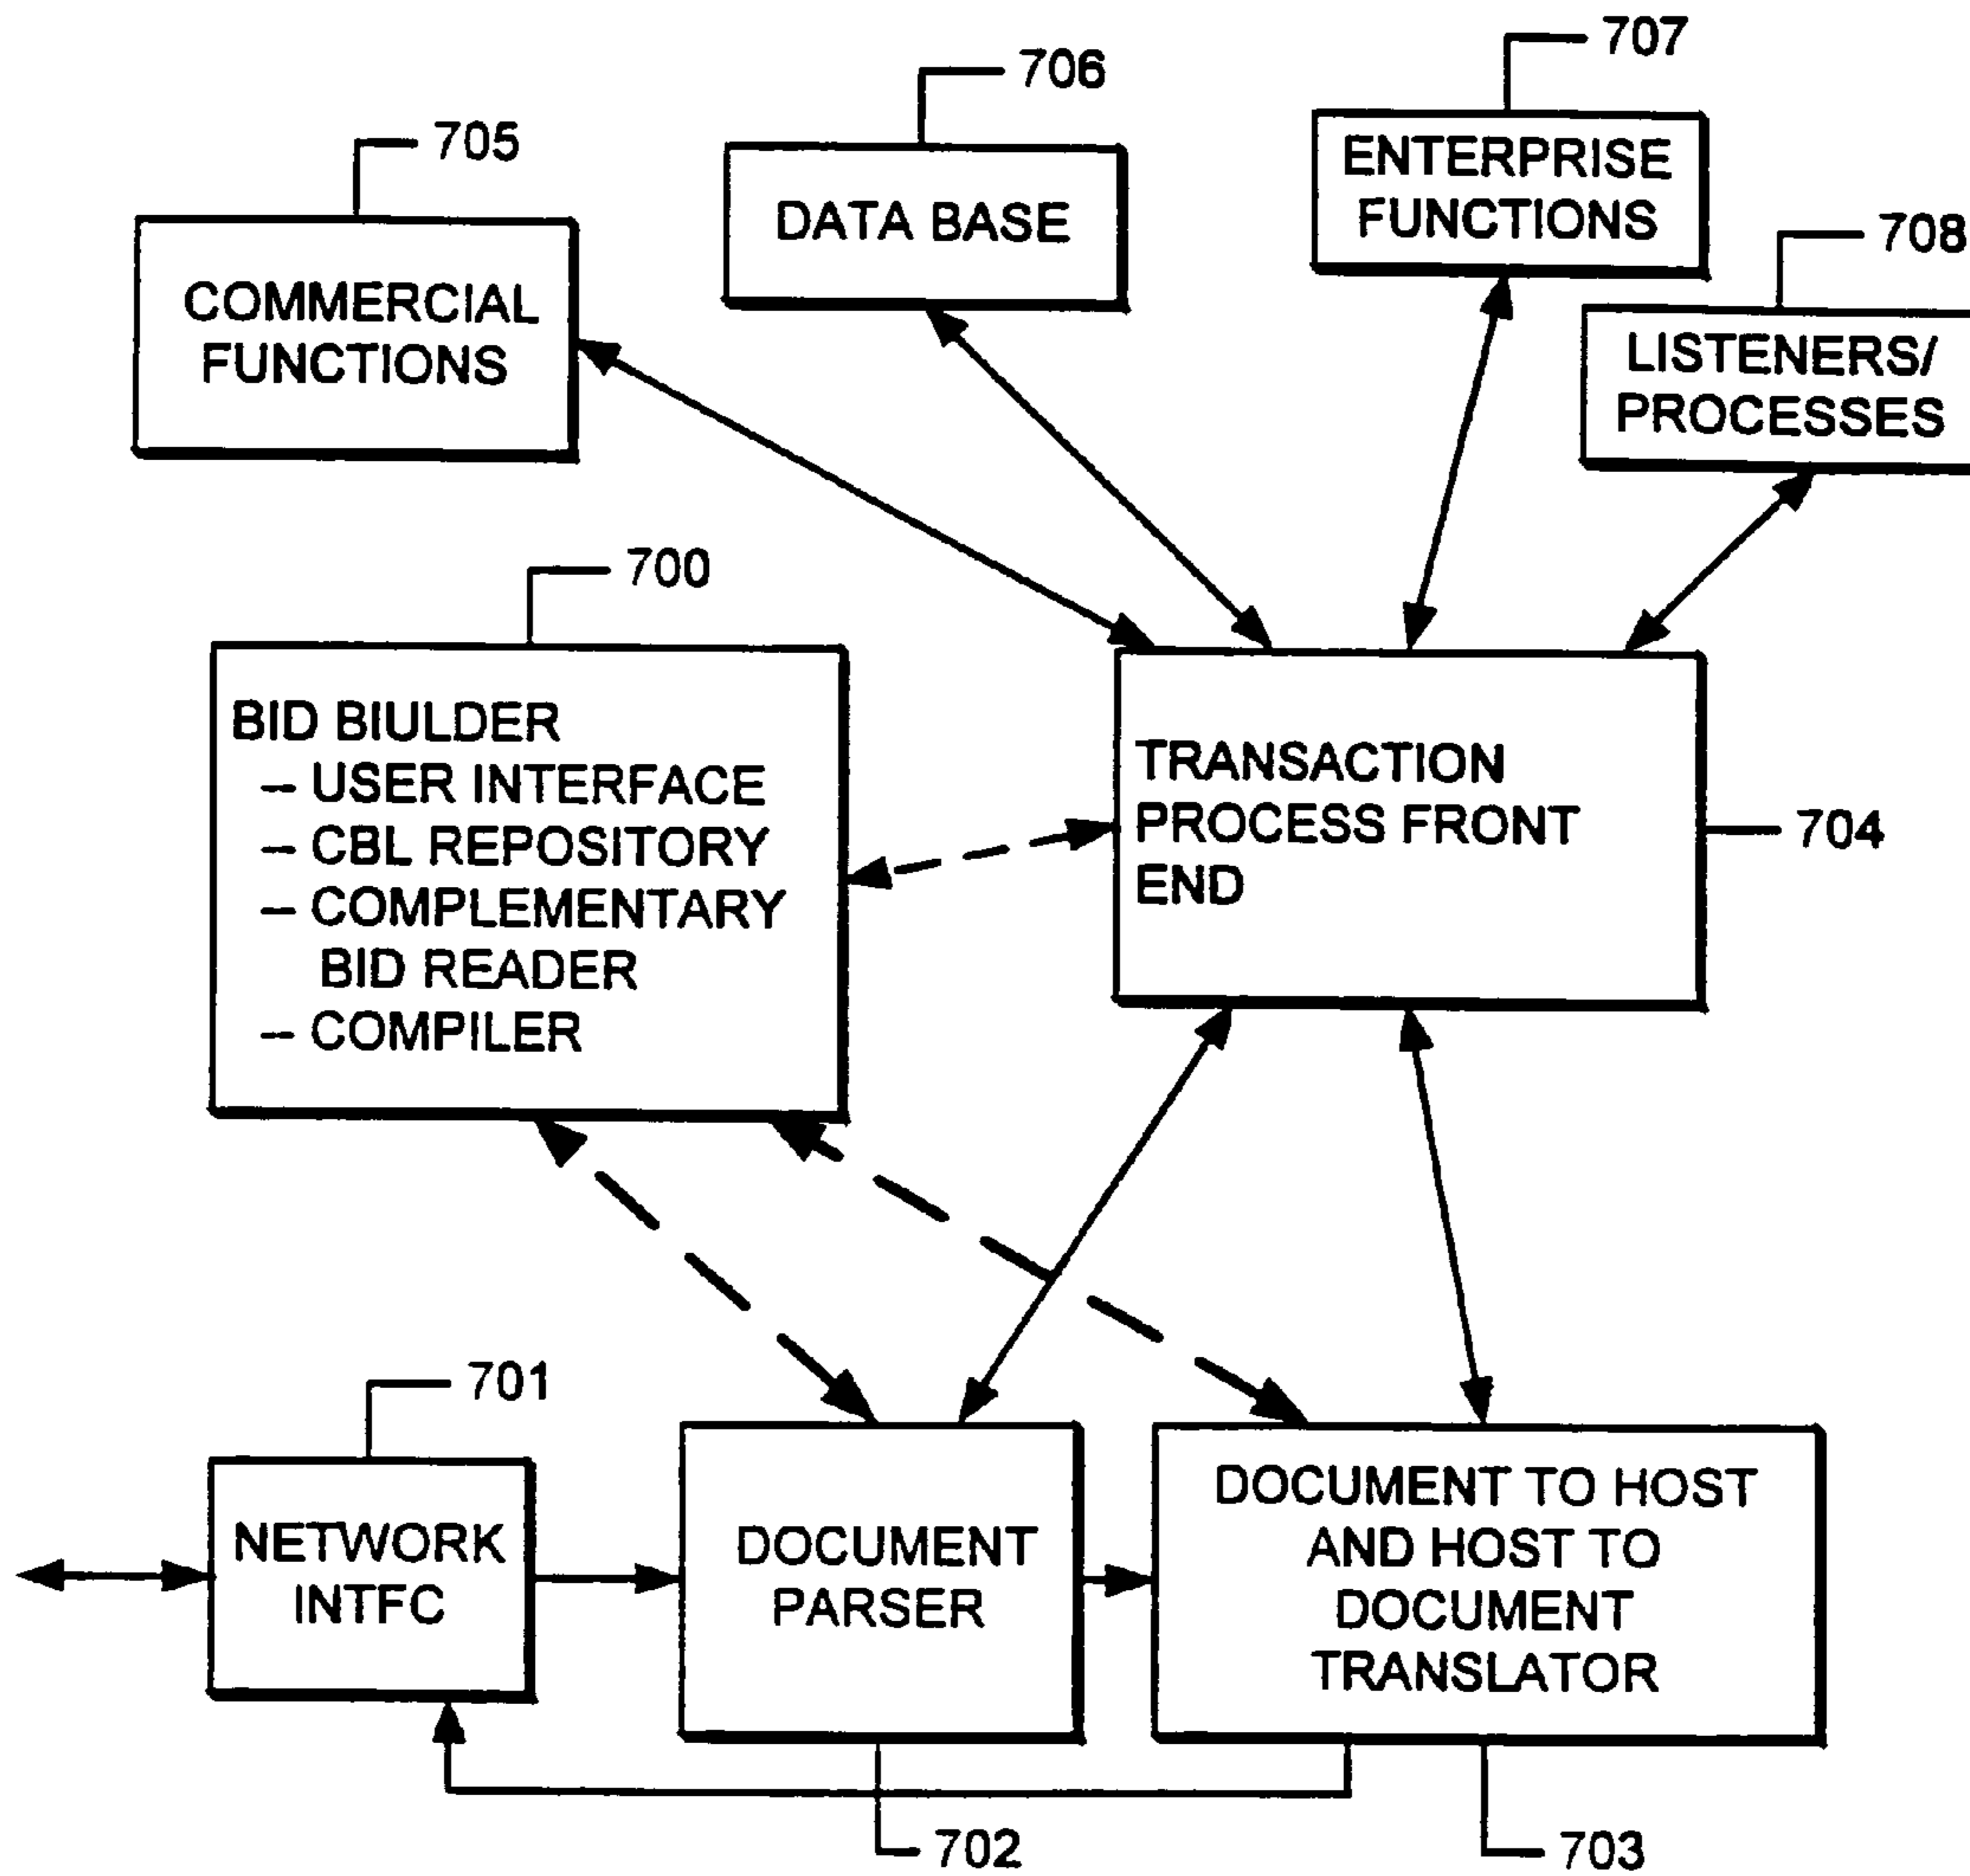 707
706
705
ENTERPRISE
FUNCTIONS
DATA BASE
708
COMMERCIAL
FUNCTIONS
LISTENERS/
PROCESSES
700
BID BIULDER
– USER INTERFACE
– CBL REPOSITORY
– COMPLEMENTARY
BID READER
– COMPILER
TRANSACTION
PROCESS FRONT
END
704
701
NETWORK
INTFC
DOCUMENT
PARSER
DOCUMENT TO HOST
AND HOST TO
DOCUMENT
TRANSLATOR
702
703